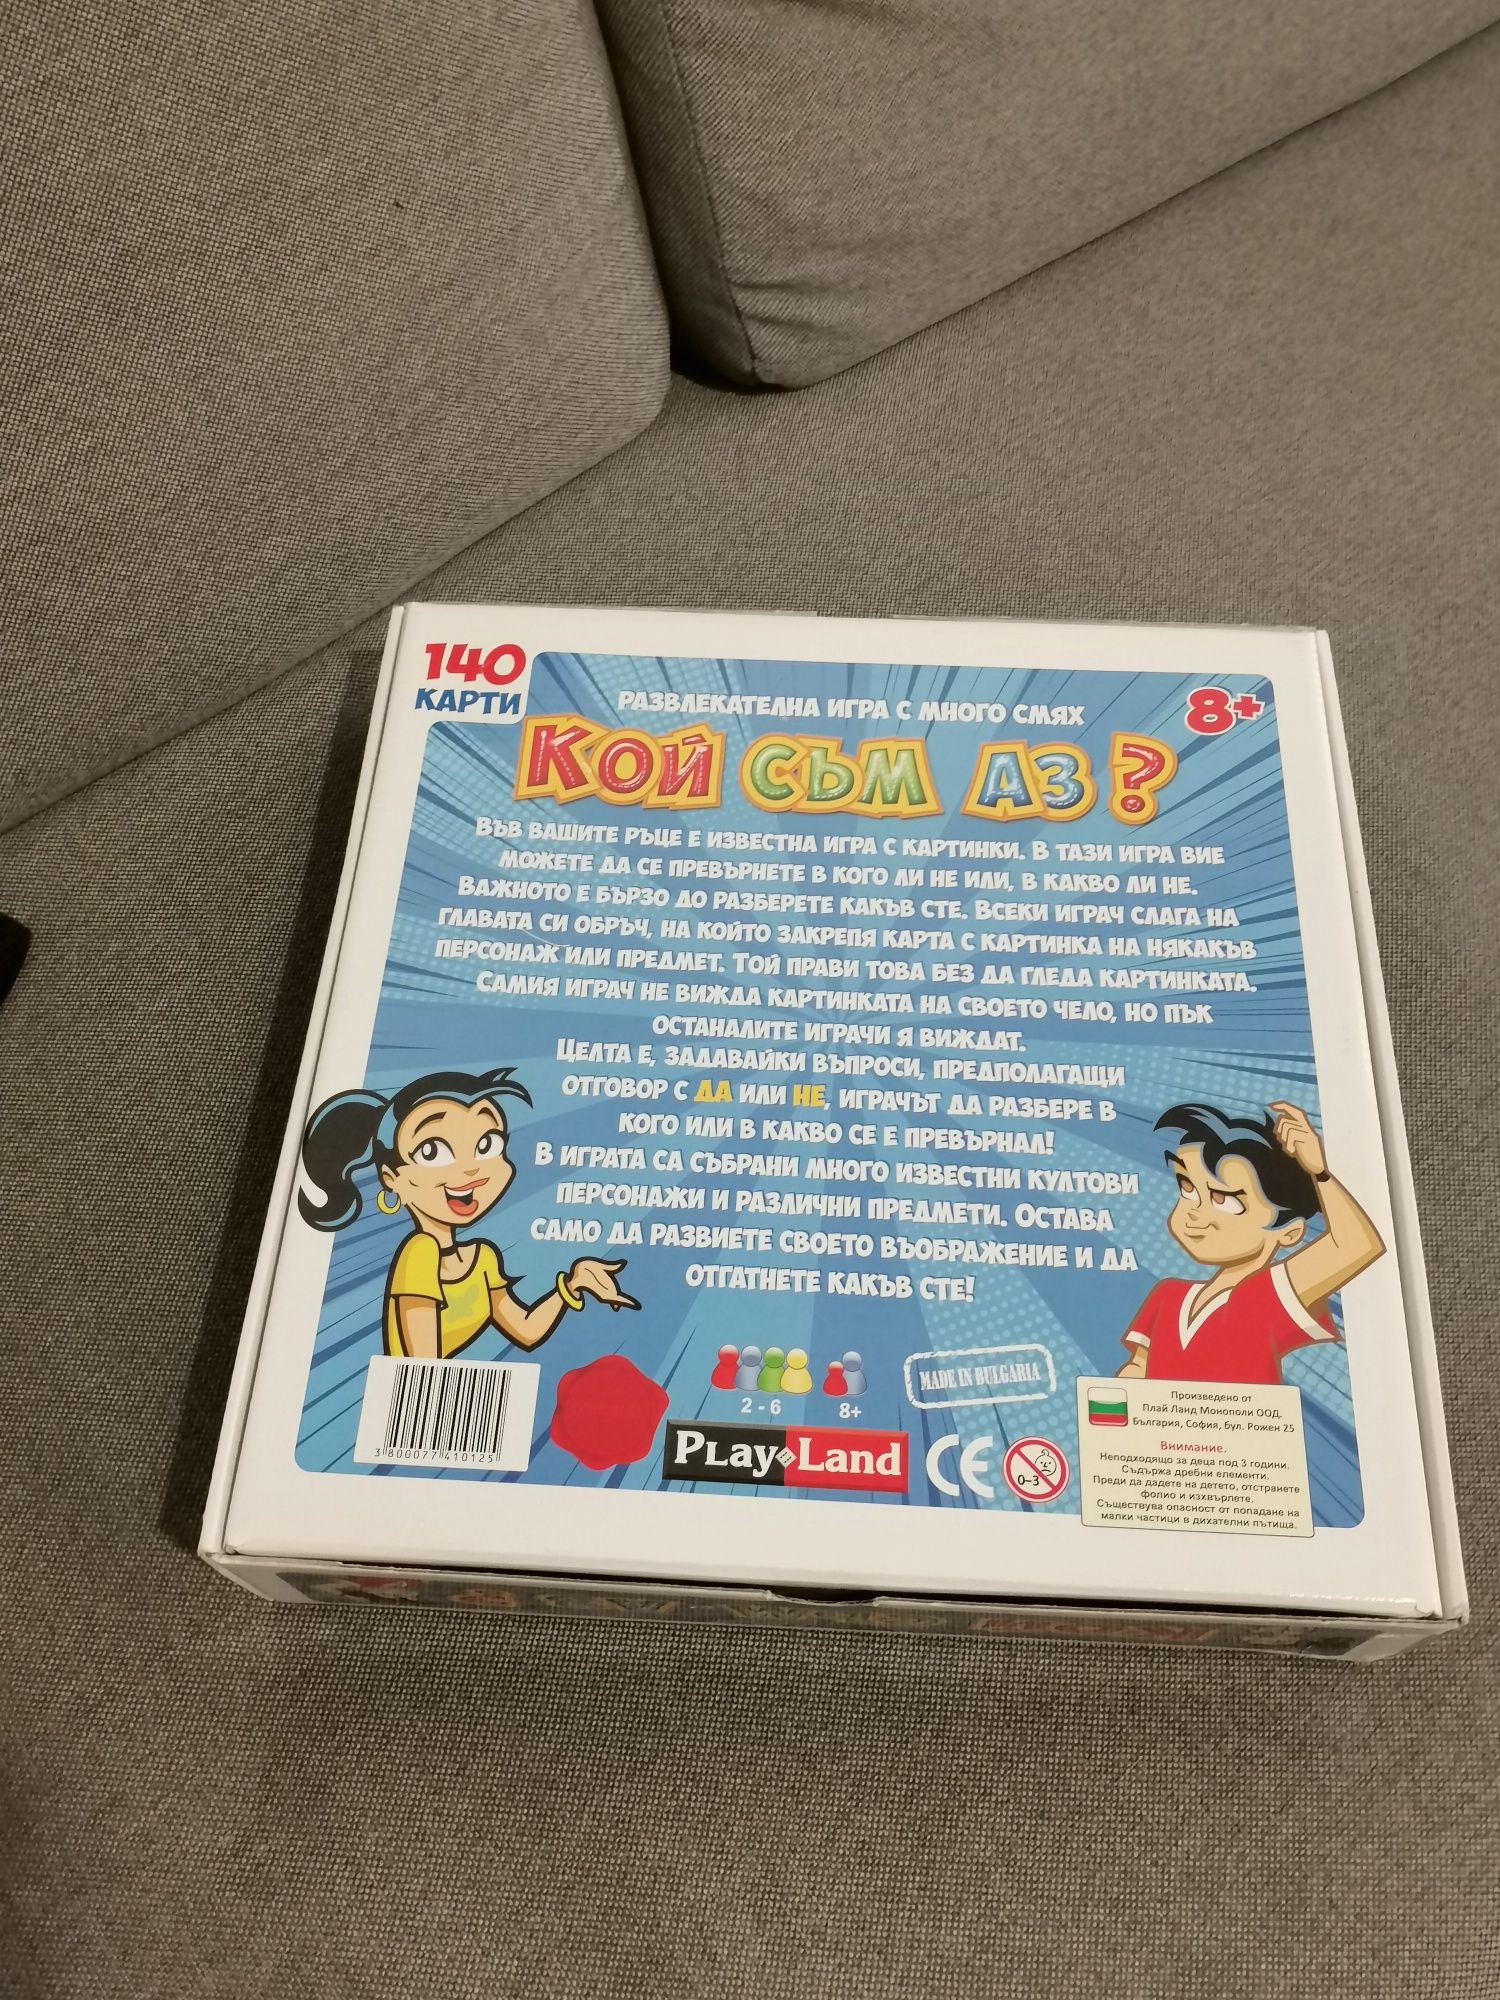 140
КАРТИ
РАЗВЛЕКАТЕЛНА ИГРА С МНОГО СМЯХ
8+
КОЙ СЪМ АЗ?
ВЪВ ВАШИТЕ РЪЦЕ Е ИЗВЕСТНА ИГРА С КАРТИНКИ. В ТАЗИ ИГРА ВИЕ
МОЖЕТЕ ДА СЕ ПРЕВЪРНЕТЕ В КОГО ЛИ НЕ ИЛИ, В КАКВО ЛИ НЕ.
ВАЖНОТО Е БЪРЗО ДО РАЗБЕРЕТЕ КАКЪВ СТЕ. ВСЕКИ ИГРАЧ СЛАГА НА
ГЛАВАТА СИ ОБРЪЧ, НА КОЙТО ЗАКРЕПЯ КАРТА С КАРТИНКА НА НЯКАКЪВ
ПЕРСОНАЖ ИЛИ ПРЕДМЕТ. ТОЙ ПРАВИ ТОВА БЕЗ ДА ГЛЕДА КАРТИНКАТА.
САМИЯ ИГРАЧ НЕ ВИЖДА КАРТИНКАТА НА СВОЕТО ЧЕЛО, НО ПЪК
ОСТАНАЛИТЕ ИГРАЧИ Я ВИЖДАТ.
ЦЕЛТА Е, ЗАДАВАЙКИ ВЪПРОСИ, ПРЕДПОЛАГАЩИ
ОТГОВОР С ДА ИЛИ НЕ, ИГРАЧЪТ ДА РАЗБЕРЕ В
КОГО ИЛИ В КАКВО СЕ Е ПРЕВЪРНАЛ!
В ИГРАТА СА СЪБРАНИ МНОГО ИЗВЕСТНИ КУЛТОВИ
ПЕРСОНАЖИ И РАЗЛИЧНИ ПРЕДМЕТИ. ОСТАВА
САМО ДА РАЗВИЕТЕ СВОЕТО ВЪОБРАЖЕНИЕ И ДА
ОТГАТНЕТЕ КАКЪВ СТЕ!
3800077410125
2 - 6
8+
PLay Land
MADE IN BULGARIA
CE
0-3
Произведено от
Плай Ланд Монополи ООД,
България, София, бул. Рожен 25
Внимание.
Неподходящо за деца под 3 години.
Съдържа дребни елементи.
Преди да дадете на детето, отстранете
фолио и изхвърлете.
Съществува опасност от попадане на
малки частици в дихателни пътища.